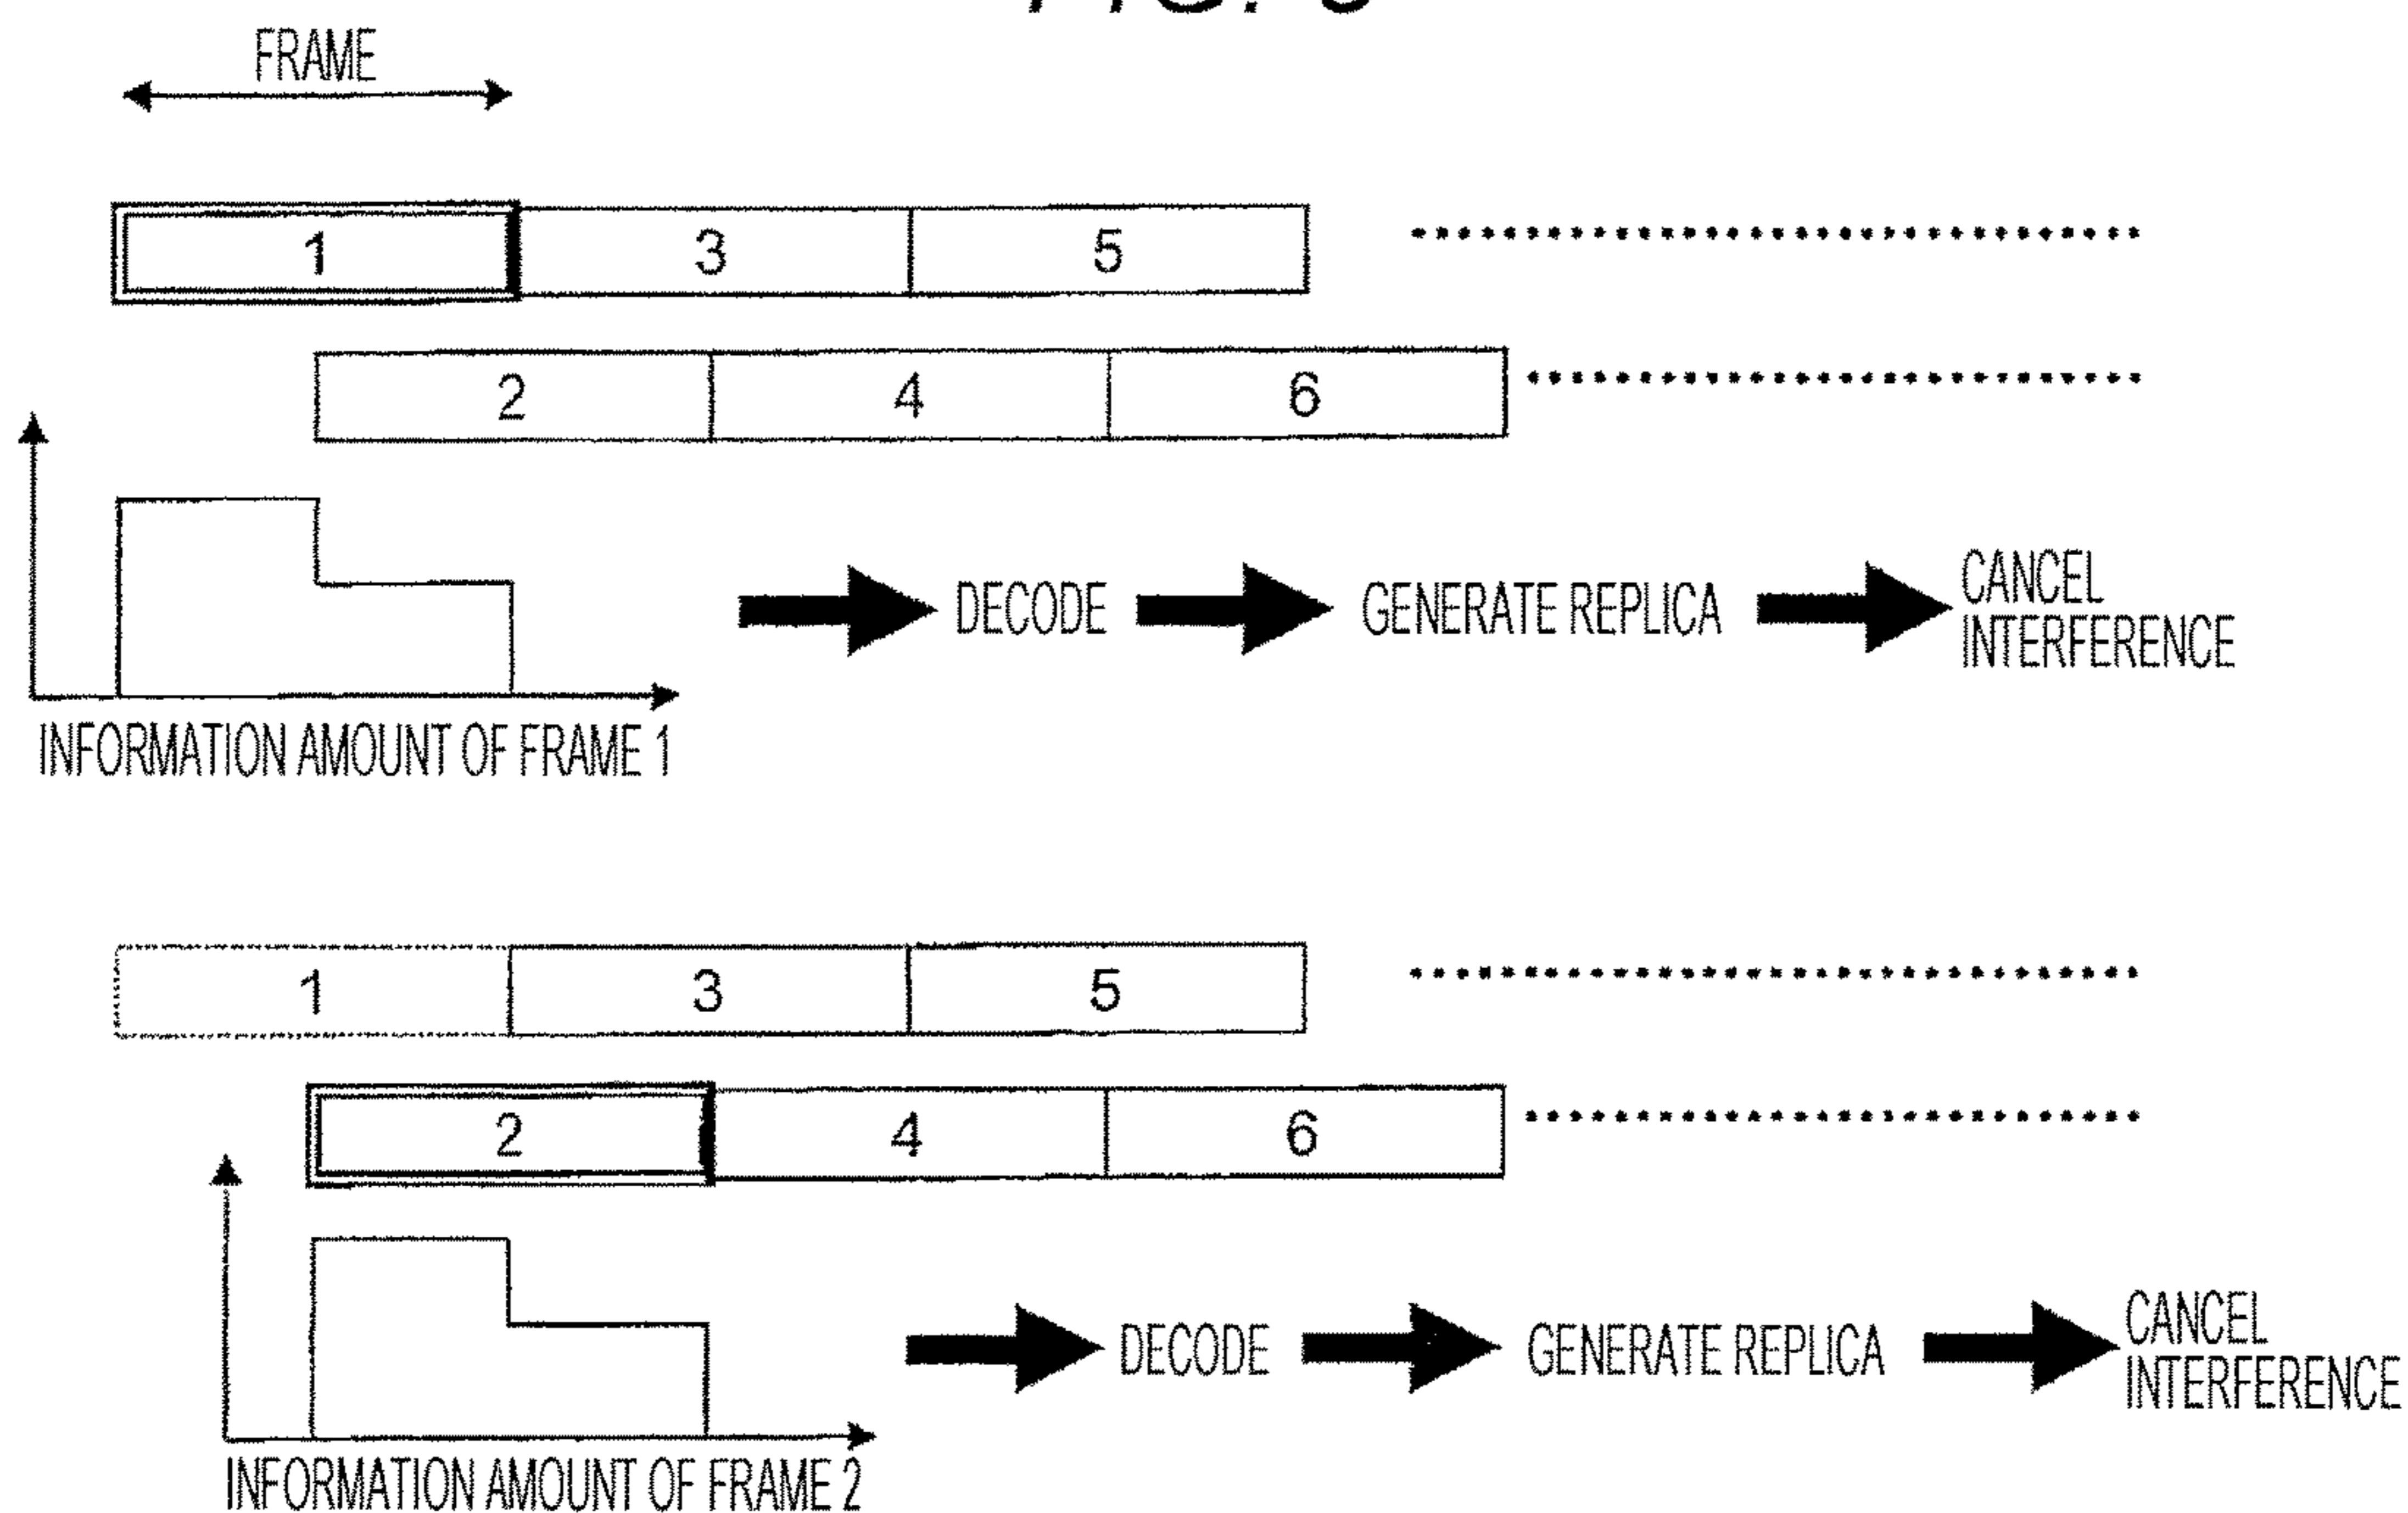 FRAME
1 3 5
2 4 6
DECODE GENERATE REPLICA CANCEL
INTERFERENCE
INFORMATION AMOUNT OF FRAME 1
1 3 5
2 4 6
DECODE GENERATE REPLICA CANCEL
INTERFERENCE
INFORMATION AMOUNT OF FRAME 2